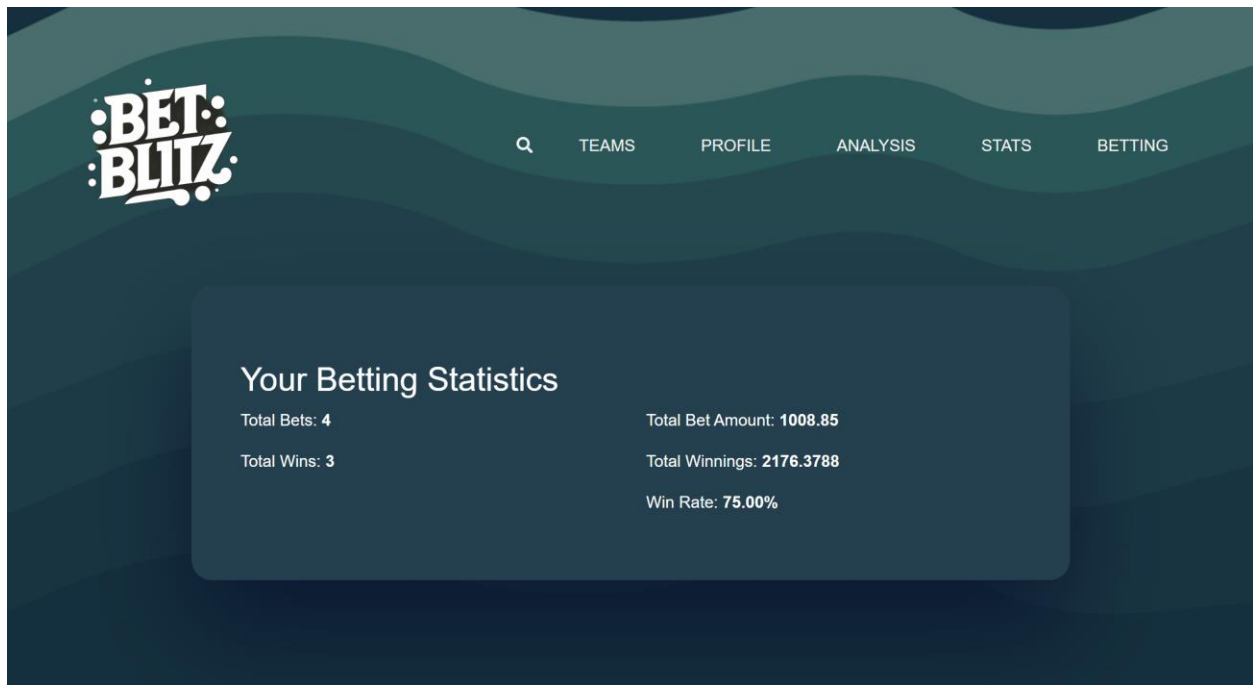 BET
BLITZ
TEAMS PROFILE ANALYSIS STATS BETTING
Your Betting Statistics
Total Bets: 4
Total Bet Amount: 1008.85
Total Wins: 3
Total Winnings: 2176.3788
Win Rate: 75.00%